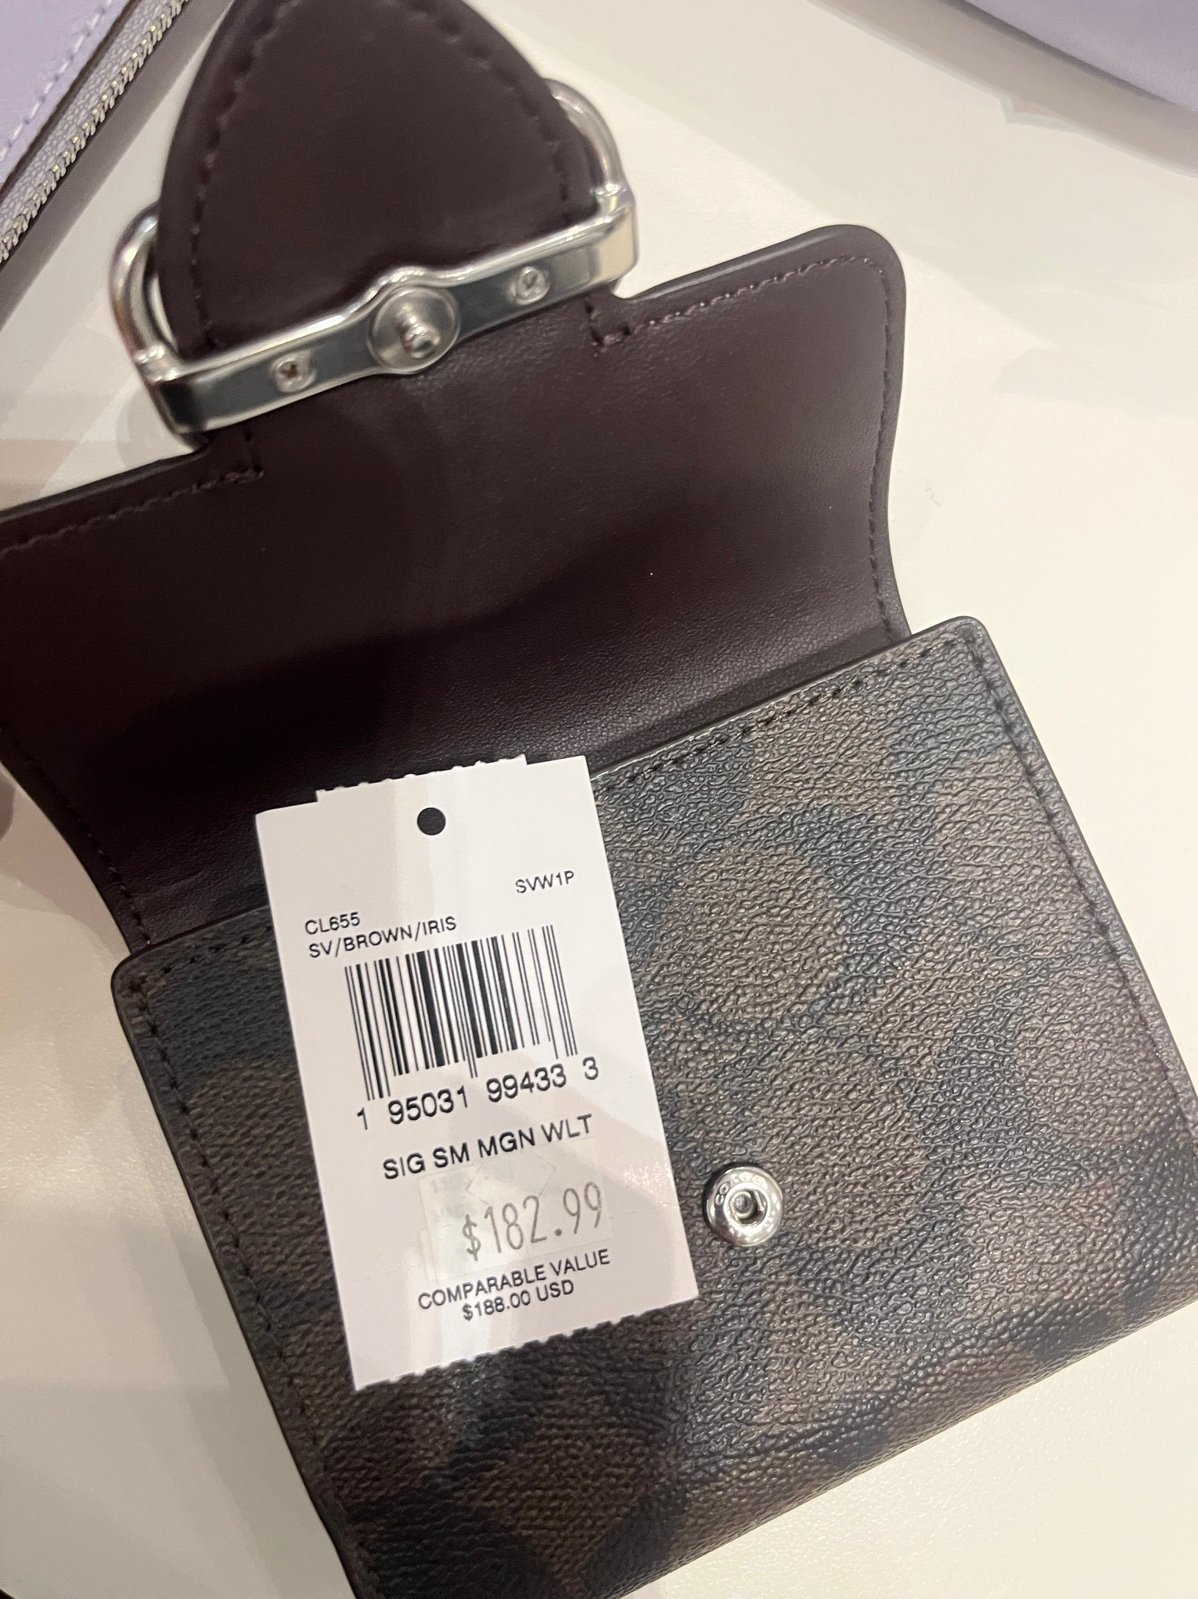 SVW1P
CL655
SV/BROWN/IRIS
1 95031 99433 3
SIG SM MGN WLT
$182.99
COMPARABLE VALUE
$188.00 USD